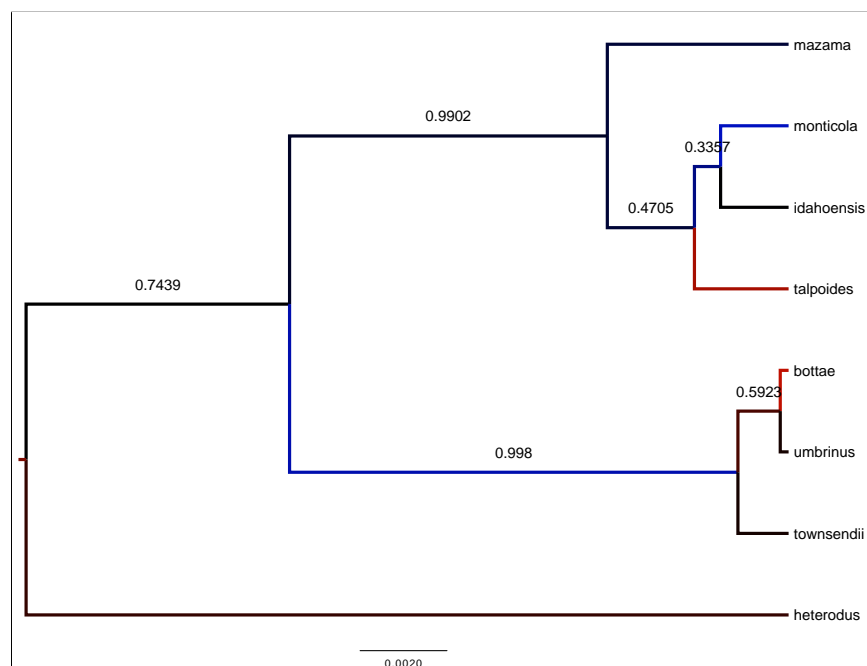 mazama
0.9902
monticola
0.3357
idahoensis
0.4705
0.7439
talpoides
bottae
0.5923
umbrinus
0.998
townsendii
heterodus
0.0020